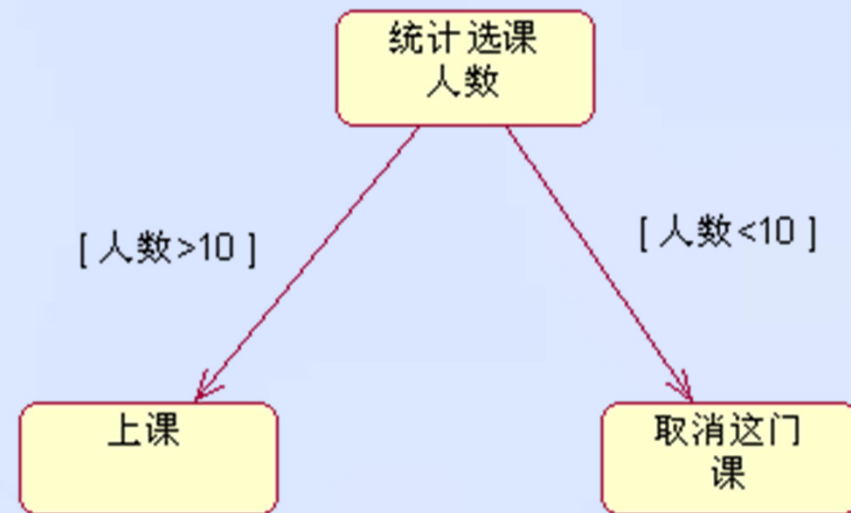 统计选课
人数
[ 人数>10 ]
[ 人数<10 ]
上课
取消这门
课